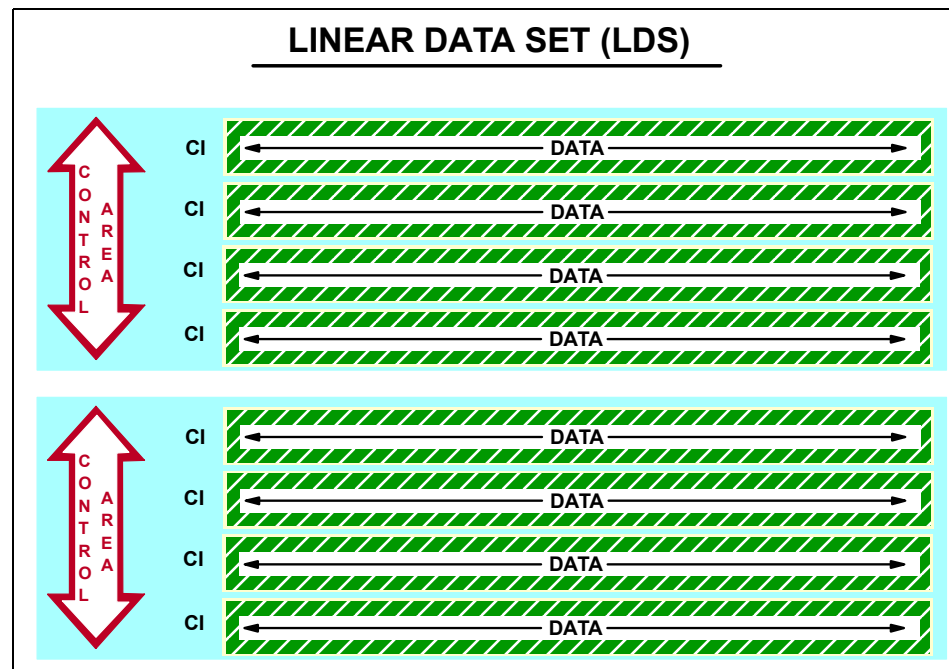 LINEAR DATA SET (LDS)
CONTROL
AREA
CI DATA
CI DATA
CI DATA
CI DATA
CONTROL
AREA
CI DATA
CI DATA
CI DATA
CI DATA